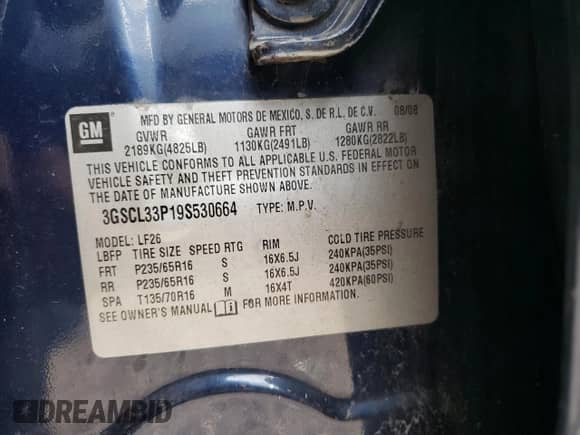 GM
MFD BY GENERAL MOTORS DE MEXICO, S. DE R.L. DE C.V. 08/08
GVWR GAWR FRT GAWR RR
2189KG(4825LB) 1130KG(2491LB) 1280KG(2822LB)
THIS VEHICLE CONFORMS TO ALL APPLICABLE U.S. FEDERAL MOTOR
VEHICLE SAFETY AND THEFT PREVENTION STANDARDS IN EFFECT ON
THE DATE OF MANUFACTURE SHOWN ABOVE.
3GSCL33P19S530664 TYPE: M.P.V.
MODEL: LF26
LBFP TIRE SIZE SPEED RTG RIM COLD TIRE PRESSURE
FRT P235/65R16 S 16X6.5J 240KPA(35PSI)
RR P235/65R16 S 16X6.5J 240KPA(35PSI)
SPA T135/70R16 M 16X4T 420KPA(60PSI)
SEE OWNER'S MANUAL FOR MORE INFORMATION.
DREAMBID